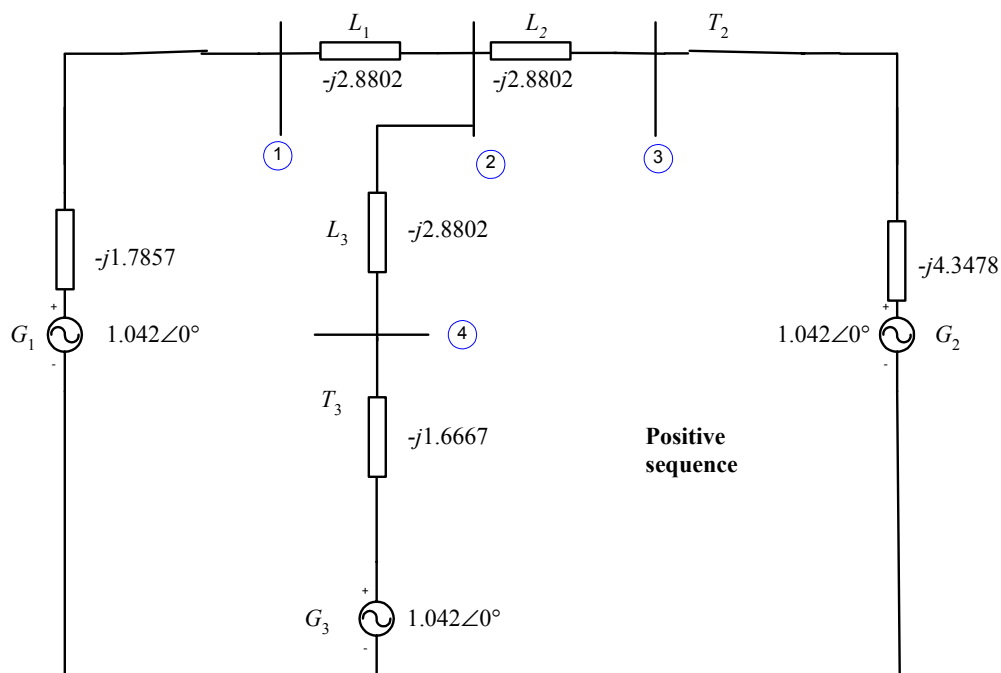 L1 L2 T2
-j2.8802 -j2.8802
1 2 3
L3 -j2.8802
-j1.7857 -j4.3478
+ +
G1 1.042∠0° 4 1.042∠0° G2
- -
T3
-j1.6667
Positive
sequence
+
G3 1.042∠0°
-